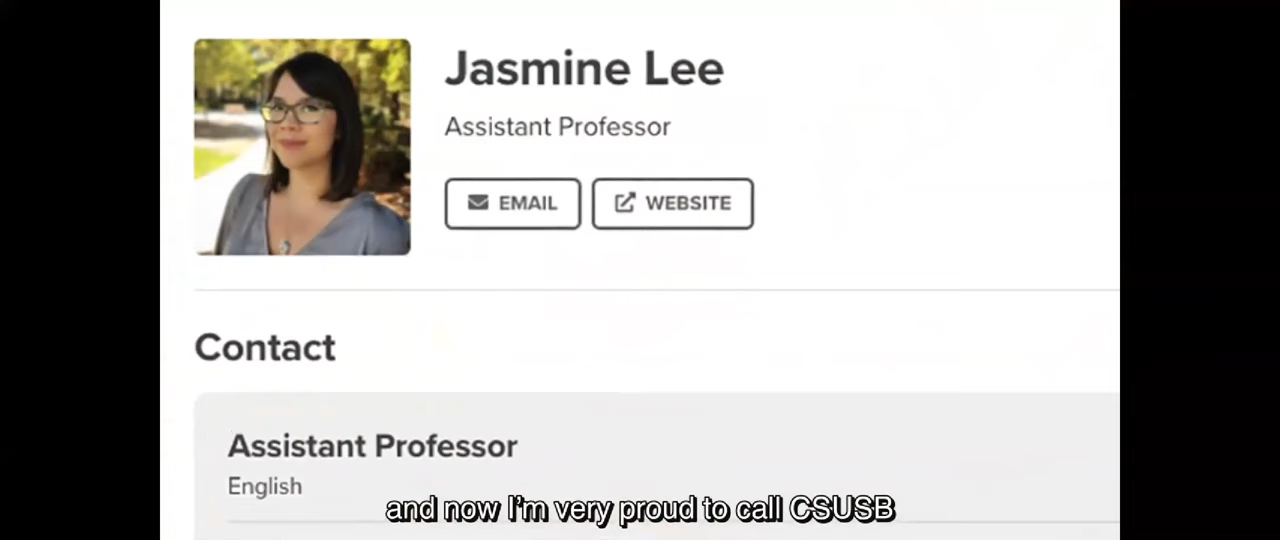 Jasmine Lee
Assistant Professor
EMAIL
WEBSITE
Contact
Assistant Professor
English
and now I'm very proud to call CSUSB